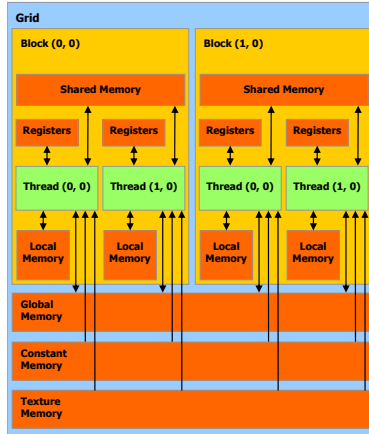 Grid
Block (0, 0)
Block (1, 0)
Shared Memory
Shared Memory
Registers
Registers
Registers
Registers
Thread (0, 0)
Thread (1, 0)
Thread (0, 0)
Thread (1, 0)
Local
Memory
Local
Memory
Local
Memory
Local
Memory
Global
Memory
Constant
Memory
Texture
Memory